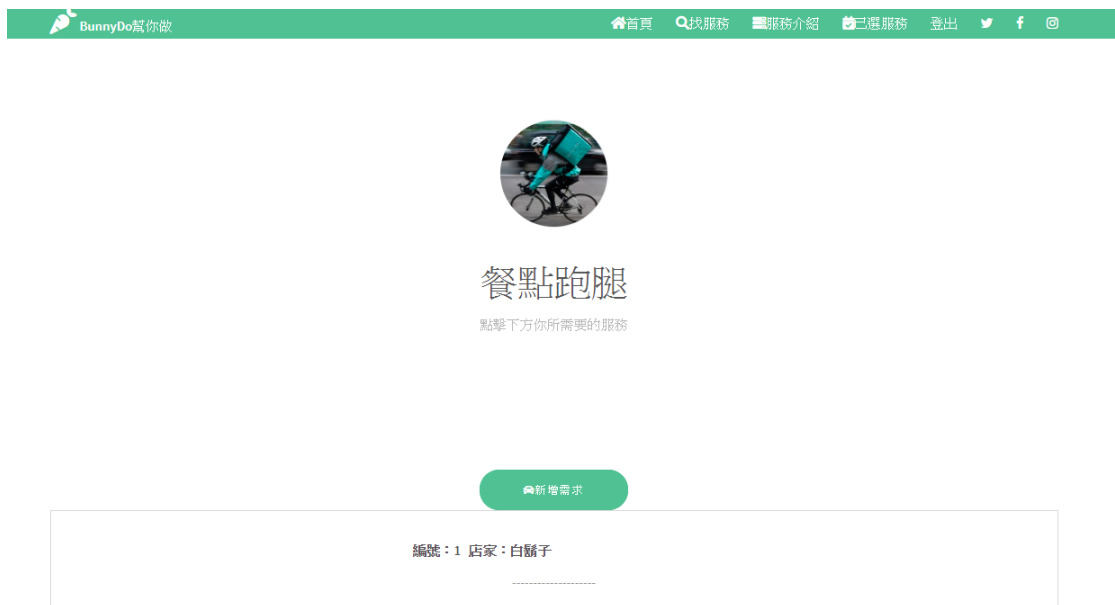 BunnyDo幫你做 首頁 找服務 服務介紹 已選服務 登出
餐點跑腿
點擊下方你所需要的服務
新增需求
編號：1 店家：白鬍子
--------------------